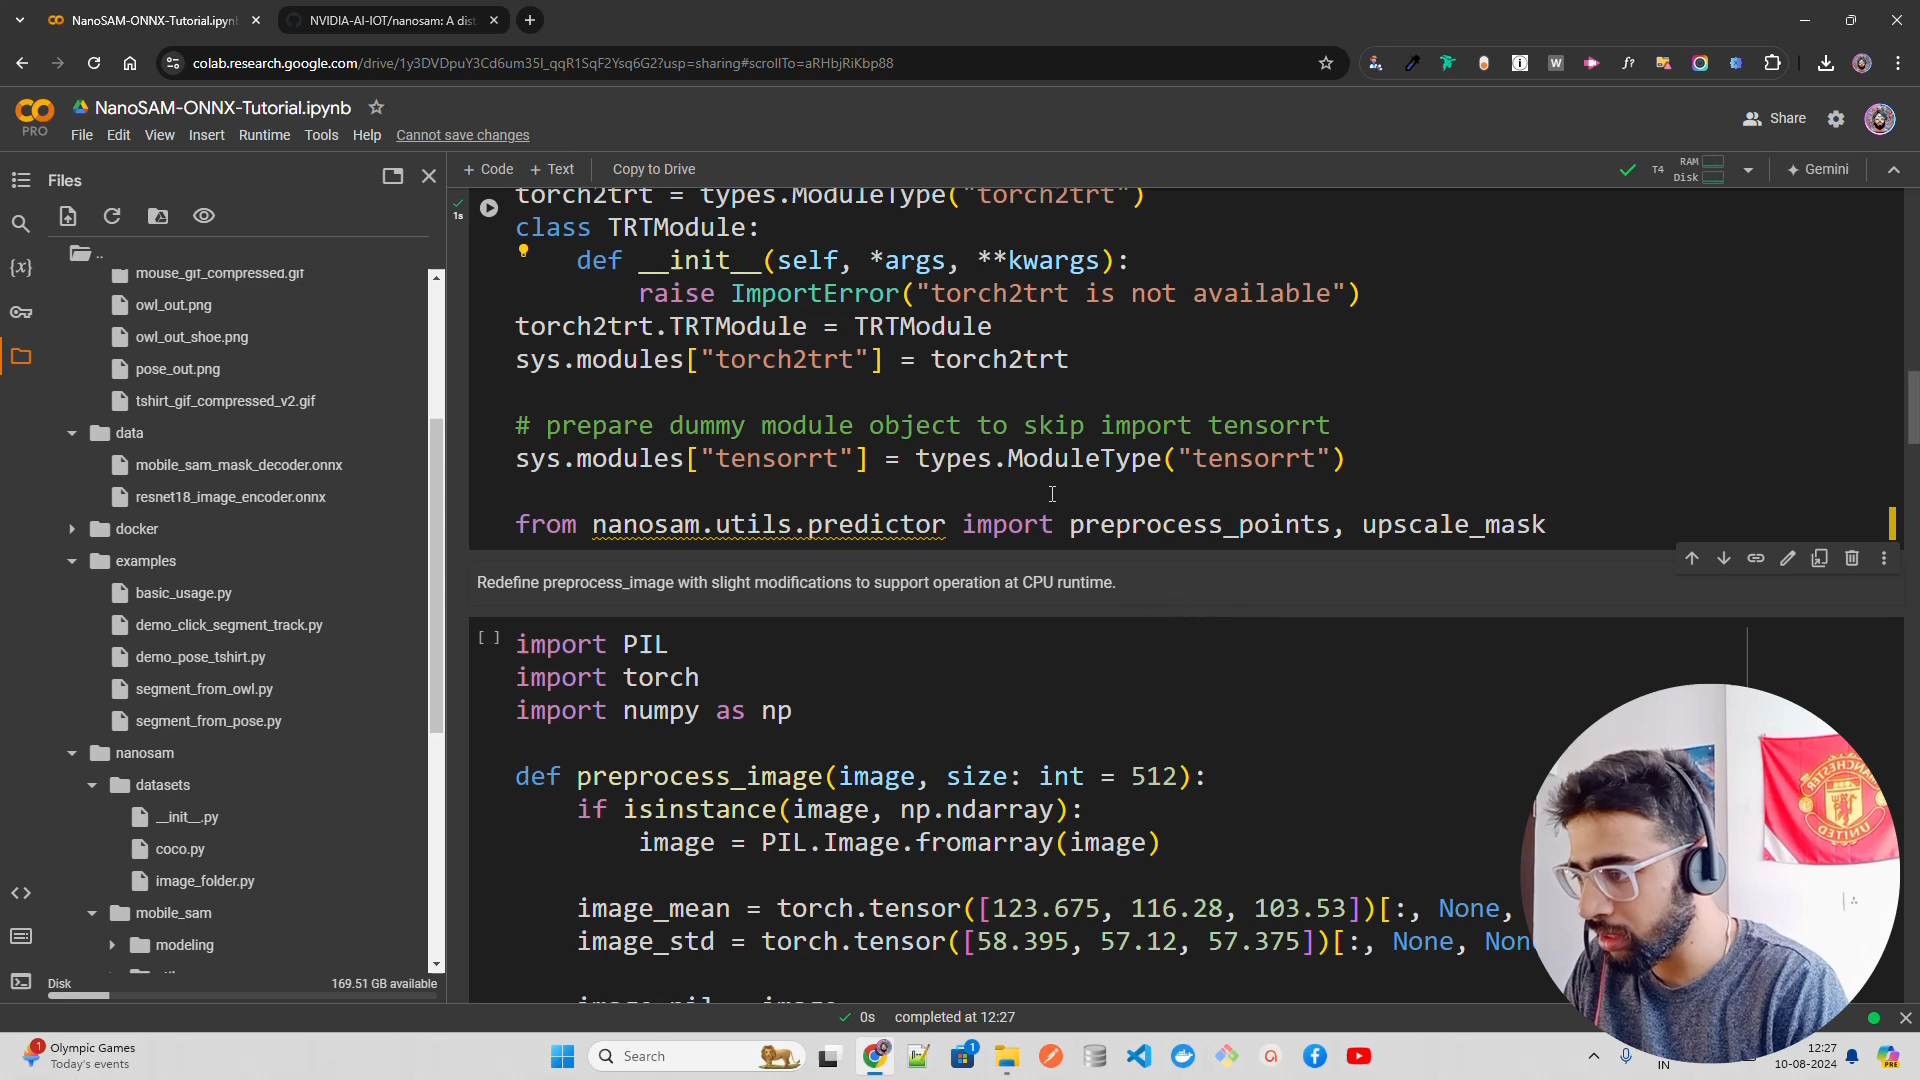 NanoSAM-ONNX-Tutorial.ipynb
NVIDIA-AI-IOT/nanosam: A dist
colab.research.google.com/drive/1y3DVDpuY3Cd6um35I_qqR1SqF2Ysq6G2?usp=sharing#scrollTo=aRHbjRiKbp88
PRO
NanoSAM-ONNX-Tutorial.ipynb
File Edit View Insert Runtime Tools Help Cannot save changes
Share
Files
+ Code + Text Copy to Drive
T4 RAM Disk
Gemini
..
mouse_gif_compressed.gif
owl_out.png
owl_out_shoe.png
pose_out.png
tshirt_gif_compressed_v2.gif
data
mobile_sam_mask_decoder.onnx
resnet18_image_encoder.onnx
docker
examples
basic_usage.py
demo_click_segment_track.py
demo_pose_tshirt.py
segment_from_owl.py
segment_from_pose.py
nanosam
datasets
__init__.py
coco.py
image_folder.py
mobile_sam
modeling
Disk 169.51 GB available
1s
torch2trt = types.ModuleType("torch2trt")
class TRTModule:
def __init__(self, *args, **kwargs):
raise ImportError("torch2trt is not available")
torch2trt.TRTModule = TRTModule
sys.modules["torch2trt"] = torch2trt
# prepare dummy module object to skip import tensorrt
sys.modules["tensorrt"] = types.ModuleType("tensorrt")
from nanosam.utils.predictor import preprocess_points, upscale_mask
Redefine preprocess_image with slight modifications to support operation at CPU runtime.
[ ]
import PIL
import torch
import numpy as np
def preprocess_image(image, size: int = 512):
if isinstance(image, np.ndarray):
image = PIL.Image.fromarray(image)
image_mean = torch.tensor([123.675, 116.28, 103.53])[:, None,
image_std = torch.tensor([58.395, 57.12, 57.375])[:, None, Non
image_pil = image
0s completed at 12:27
MANCHESTER
UNITED
1
Olympic Games
Today's events
Search
1
IN
12:27
10-08-2024
PRE